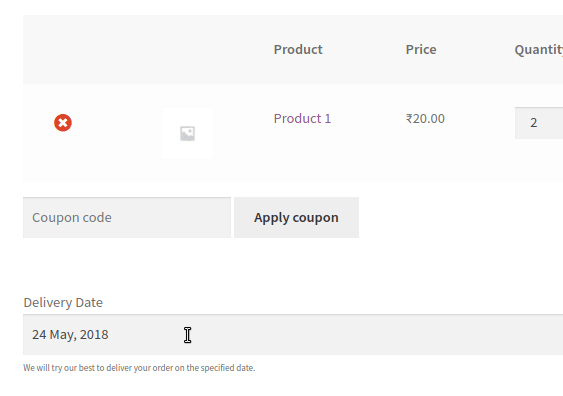 Product Price Quantity
Product 1 ₹20.00 2
Coupon code Apply coupon
Delivery Date
24 May, 2018
We will try our best to deliver your order on the specified date.